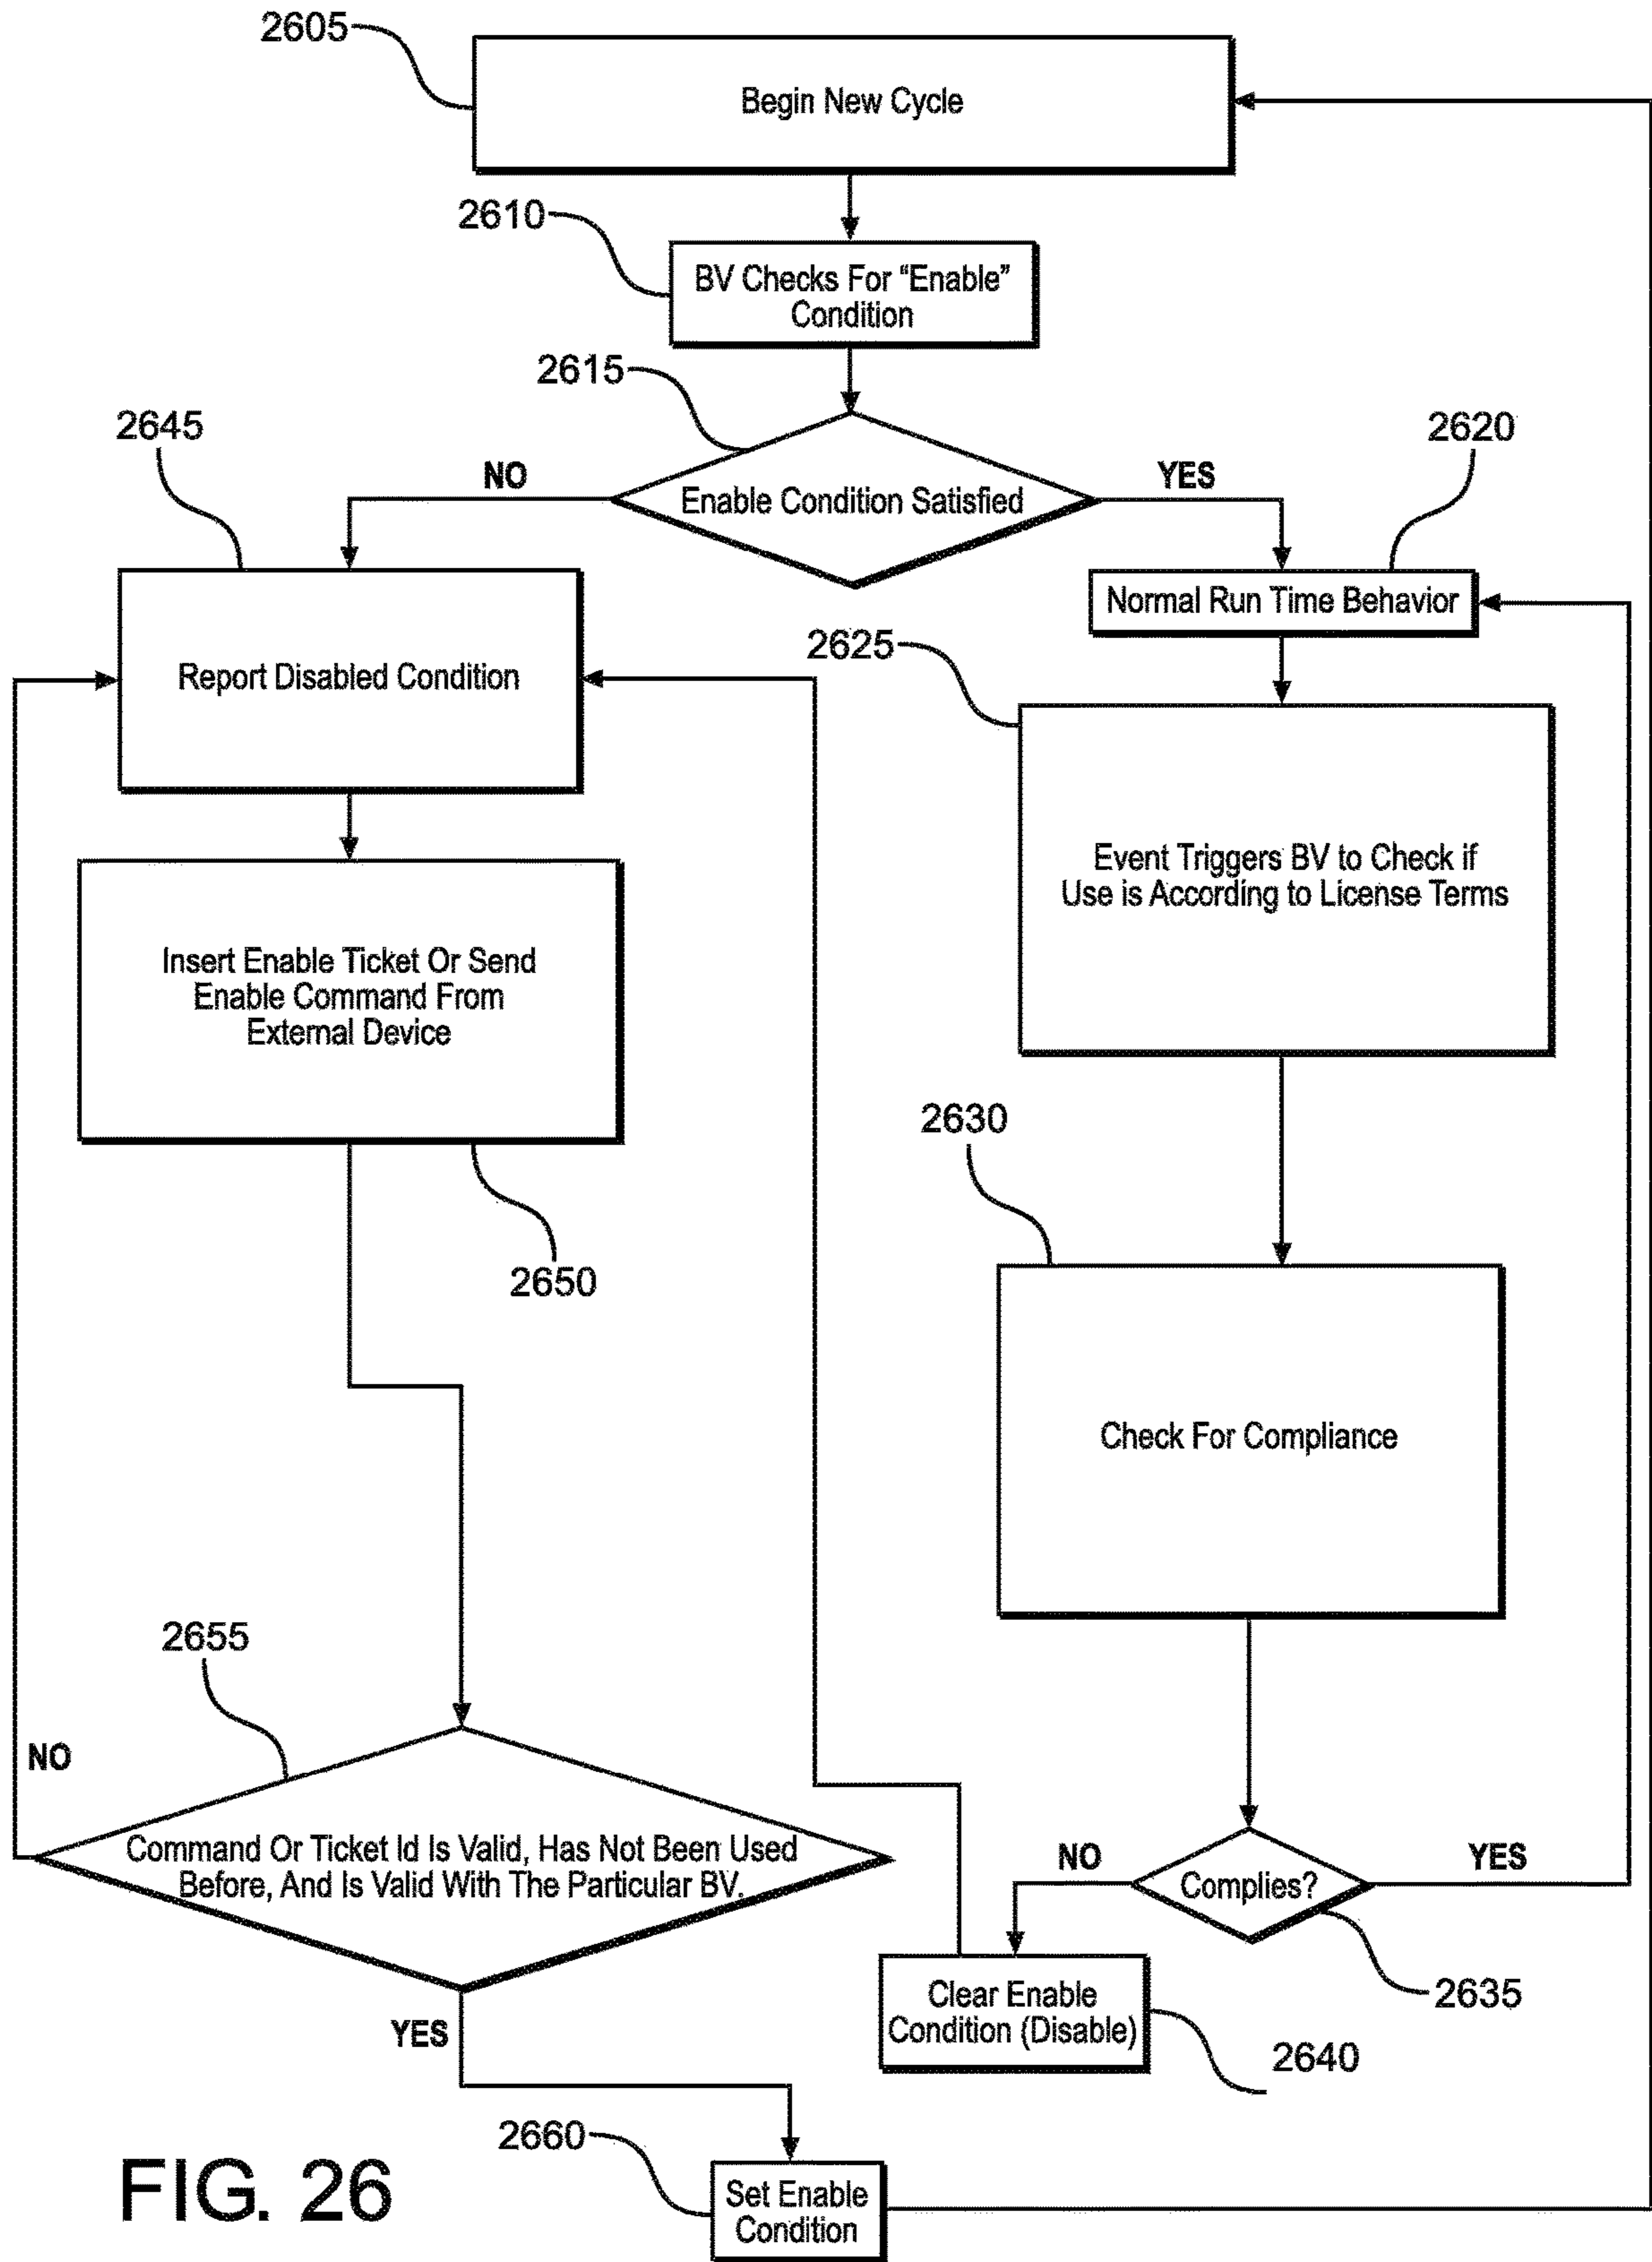 2605
Begin New Cycle
2610
BV Checks For “Enable”
Condition
2615
2645
NO
YES
2620
Enable Condition Satisfied
Normal Run Time Behavior
2625
Report Disabled Condition
Event Triggers BV to Check if
Use is According to License Terms
Insert Enable Ticket Or Send
Enable Command From
External Device
2650
2630
Check For Compliance
2655
NO
Command Or Ticket Id Is Valid, Has Not Been Used
Before, And Is Valid With The Particular BV.
NO
YES
Complies?
2635
Clear Enable
Condition (Disable)
2640
YES
2660
Set Enable
Condition
FIG. 26